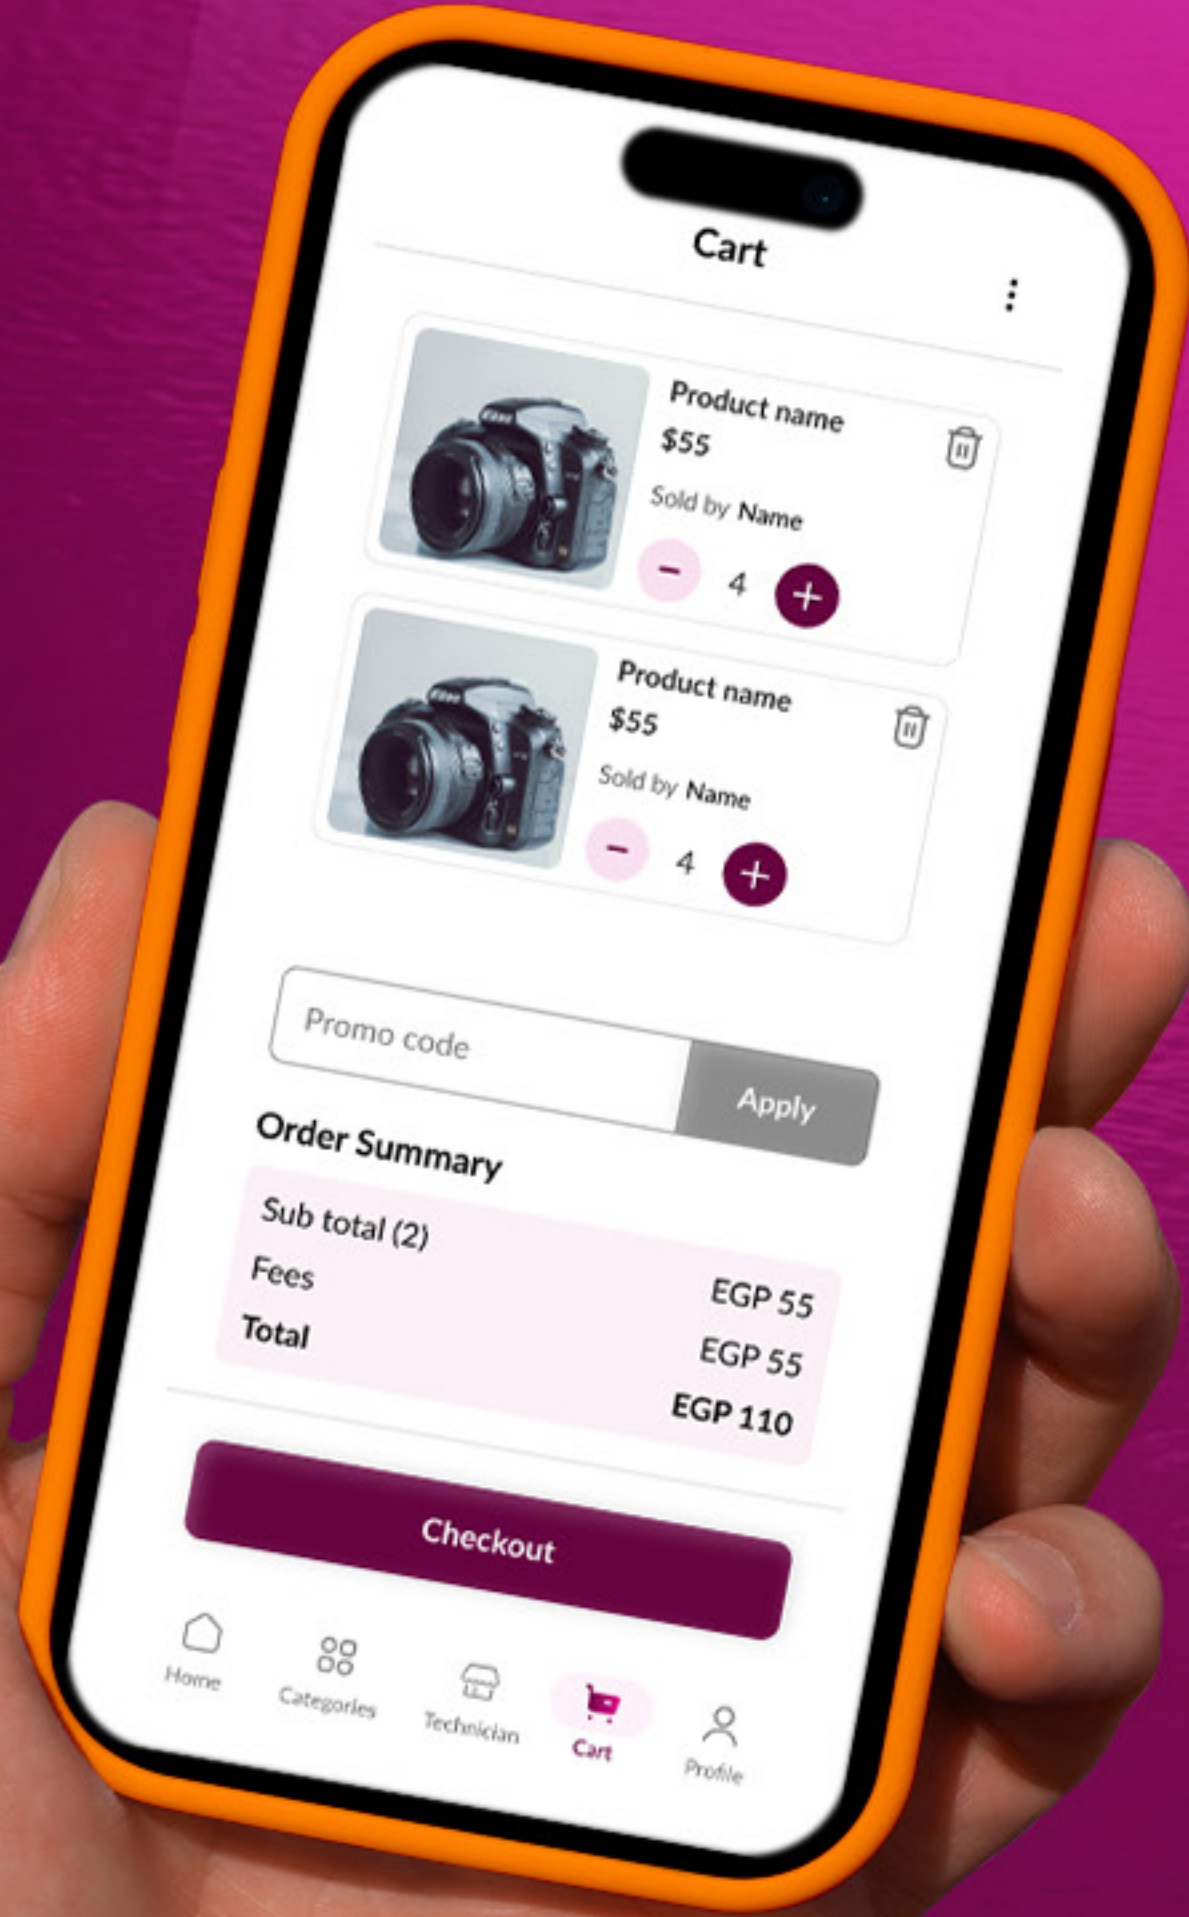 Cart
Product name
$55
Sold by Name
− 4 +
Product name
$55
Sold by Name
− 4 +
Promo code
Apply
Order Summary
Sub total (2) EGP 55
Fees EGP 55
Total EGP 110
Checkout
Home
Categories
Technician
Cart
Profile